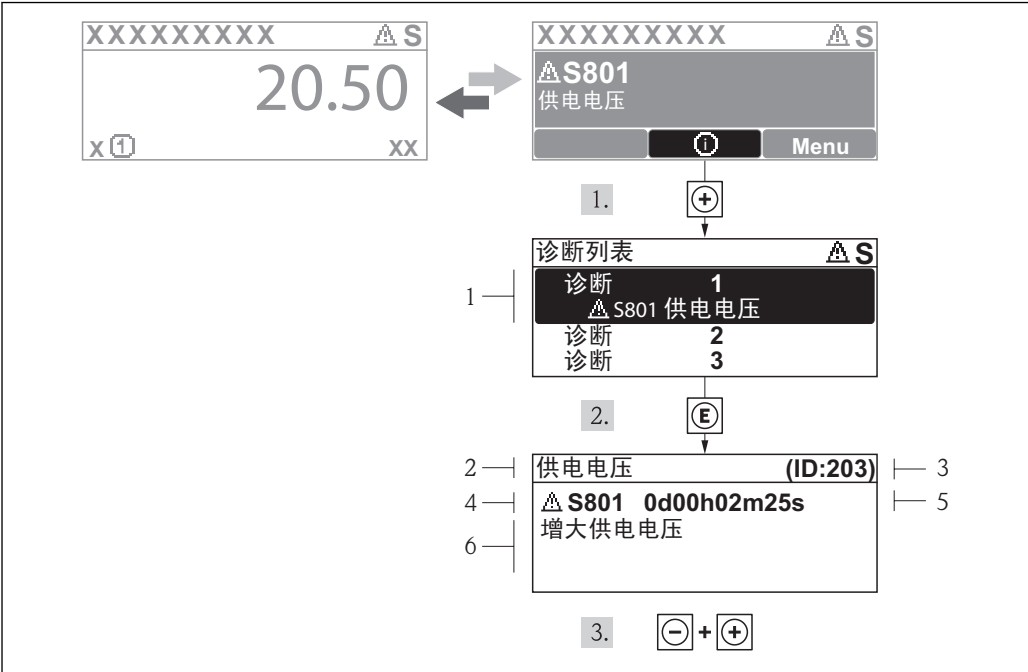 XXXXXXXXX ⚠ S
20.50
x ① xx
XXXXXXXXX ⚠ S
⚠ S801
供电电压
ⓘ Menu
1. ⊕
诊断列表 ⚠ S
1
诊断 1
⚠ S801 供电电压
诊断 2
诊断 3
2. Ⓔ
2 供电电压 (ID:203) 3
4 ⚠ S801 0d00h02m25s 5
6 增大供电电压
3. ⊖ + ⊕